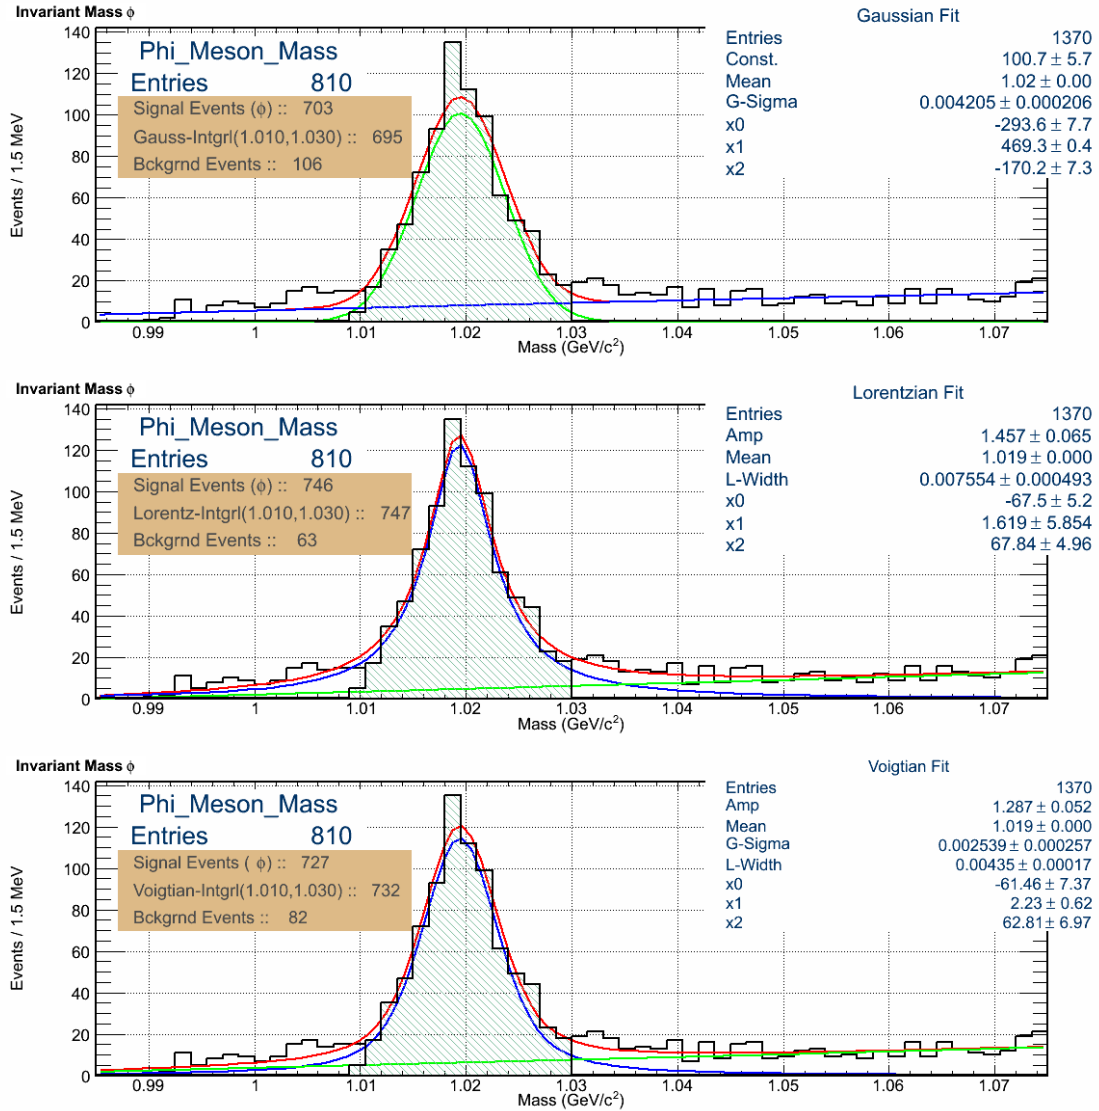 Invariant Mass ϕ
Gaussian Fit
Phi_Meson_Mass
Entries 810
Signal Events (ϕ) :: 703
Gauss-Intgrl(1.010,1.030) :: 695
Bckgrnd Events :: 106
Entries 1370
Const. 100.7 ± 5.7
Mean 1.02 ± 0.00
G-Sigma 0.004205 ± 0.000206
x0 -293.6 ± 7.7
x1 469.3 ± 0.4
x2 -170.2 ± 7.3
Events / 1.5 MeV
140
120
100
80
60
40
20
0
0.99 1 1.01 1.02 1.03 1.04 1.05 1.06 1.07
Mass (GeV/c²)
Invariant Mass ϕ
Lorentzian Fit
Phi_Meson_Mass
Entries 810
Signal Events (ϕ) :: 746
Lorentz-Intgrl(1.010,1.030) :: 747
Bckgrnd Events :: 63
Entries 1370
Amp 1.457 ± 0.065
Mean 1.019 ± 0.000
L-Width 0.007554 ± 0.000493
x0 -67.5 ± 5.2
x1 1.619 ± 5.854
x2 67.84 ± 4.96
Events / 1.5 MeV
140
120
100
80
60
40
20
0
0.99 1 1.01 1.02 1.03 1.04 1.05 1.06 1.07
Mass (GeV/c²)
Invariant Mass ϕ
Voigtian Fit
Phi_Meson_Mass
Entries 810
Signal Events ( ϕ) :: 727
Voigtian-Intgrl(1.010,1.030) :: 732
Bckgrnd Events :: 82
Entries 1370
Amp 1.287 ± 0.052
Mean 1.019 ± 0.000
G-Sigma 0.002539 ± 0.000257
L-Width 0.00435 ± 0.00017
x0 -61.46 ± 7.37
x1 2.23 ± 0.62
x2 62.81 ± 6.97
Events / 1.5 MeV
140
120
100
80
60
40
20
0
0.99 1 1.01 1.02 1.03 1.04 1.05 1.06 1.07
Mass (GeV/c²)